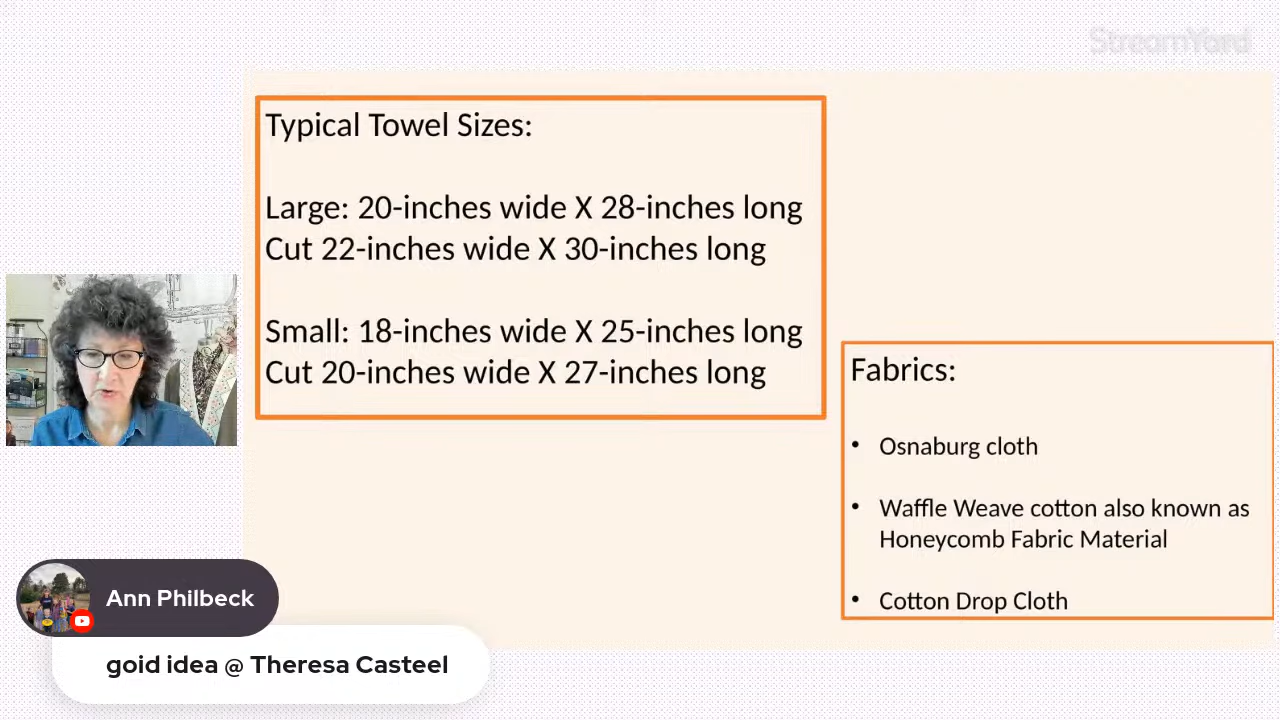 StreamYard
Typical Towel Sizes:
Large: 20-inches wide X 28-inches long
Cut 22-inches wide X 30-inches long
Small: 18-inches wide X 25-inches long
Cut 20-inches wide X 27-inches long
Fabrics:
• Osnaburg cloth
• Waffle Weave cotton also known as
Honeycomb Fabric Material
• Cotton Drop Cloth
Ann Philbeck
goid idea @ Theresa Casteel